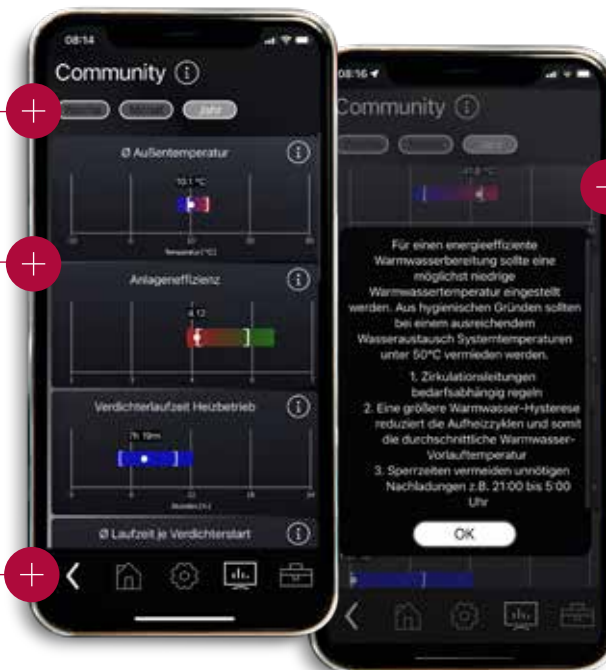 08:14
Community
Monat
Jahr
Ø Außentemperatur
10.1 °C
Temperatur [°C]
Anlageneffizienz
4.12
Verdichterlaufzeit Heizbetrieb
7h 19m
Stunden [h]
Ø Laufzeit je Verdichterstart
08:16
Community
Für einen energieeffiziente
Warmwasserbereitung sollte eine
möglichst niedrige
Warmwassertemperatur eingestellt
werden. Aus hygienischen Gründen sollten
bei einem ausreichendem
Wasseraustausch Systemtemperaturen
unter 50°C vermieden werden.
1. Zirkulationsleitungen
bedarfsabhängig regeln
2. Eine größere Warmwasser-Hysterese
reduziert die Aufheizzyklen und somit
die durchschnittliche Warmwasser-
Vorlauftemperatur
3. Sperrzeiten vermeiden unnötigen
Nachladungen z.B. 21:00 bis 5:00
Uhr
OK